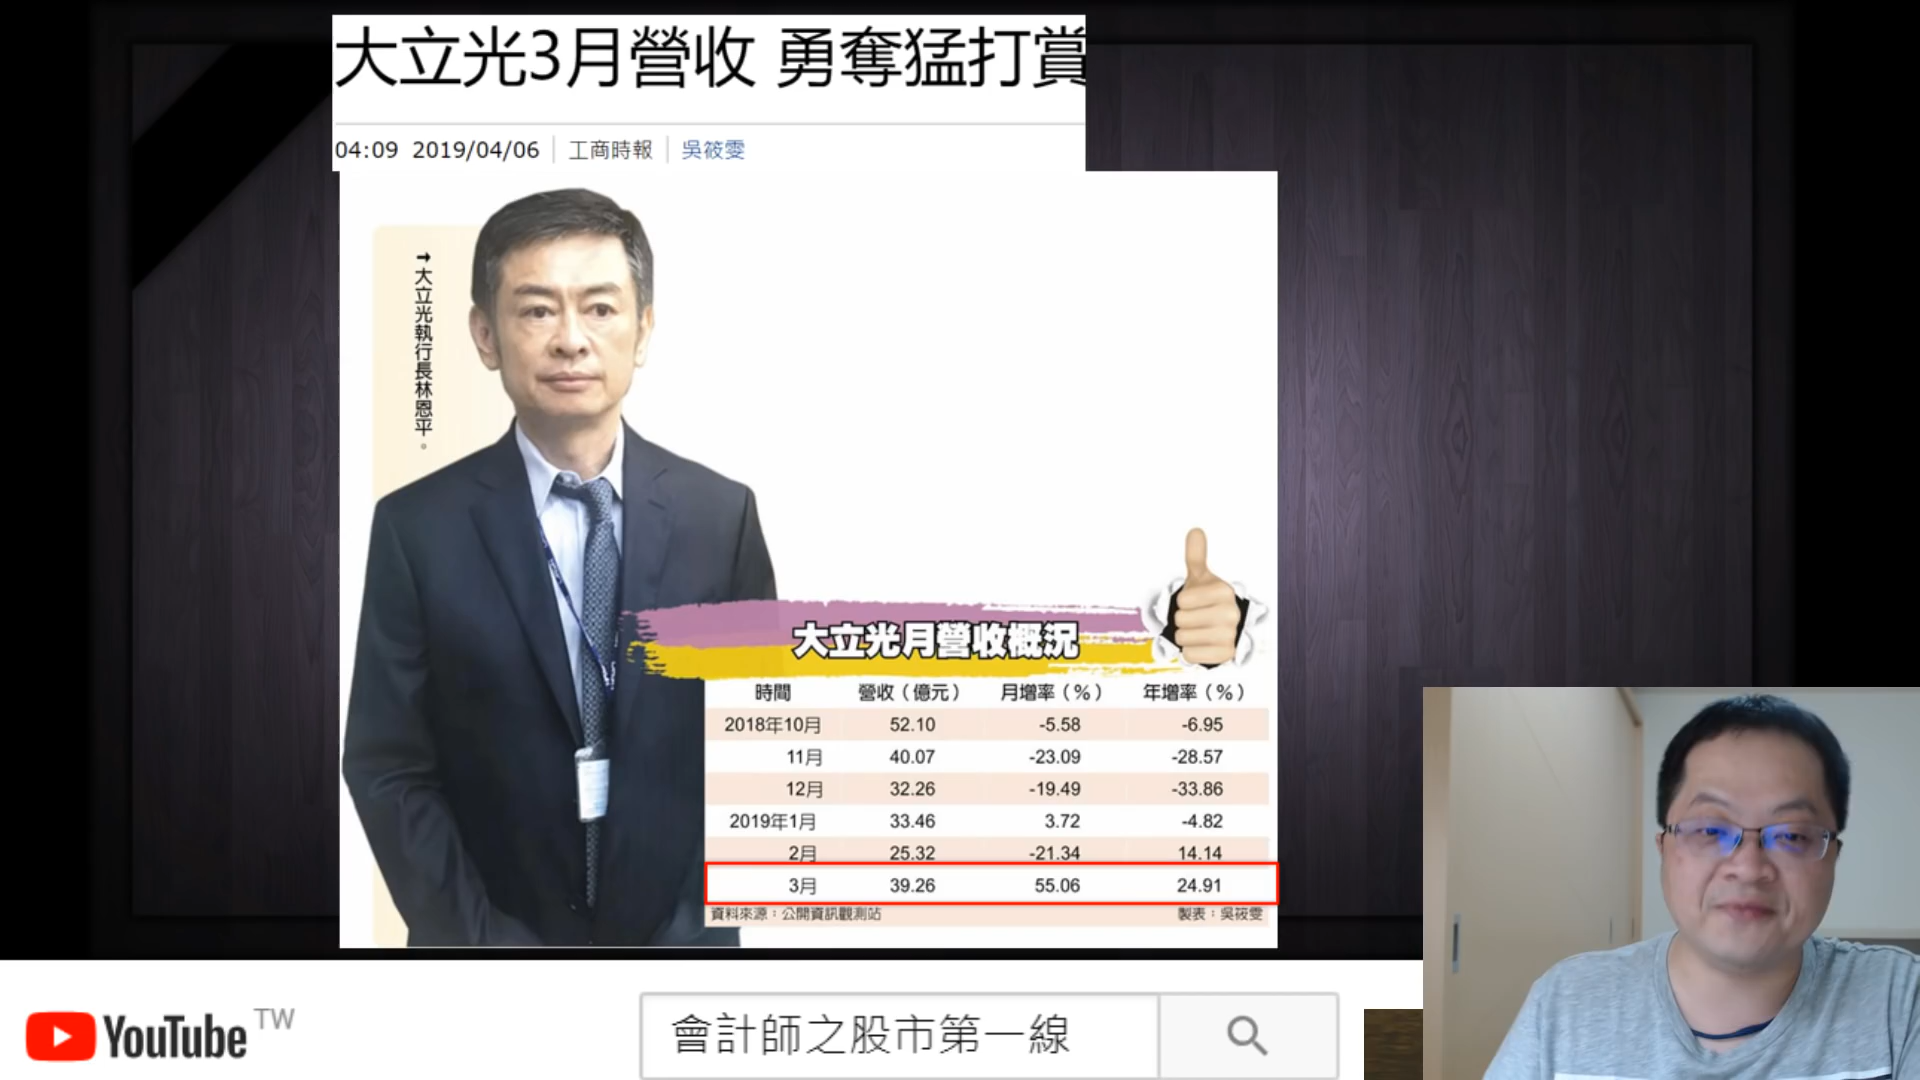 大立光3月營收 勇奪猛打賞
04:09 2019/04/06 工商時報 吳筱雯
→大立光執行長林恩平。
大立光月營收概況
時間 營收（億元） 月增率（%） 年增率（%）
2018年10月 52.10 -5.58 -6.95
11月 40.07 -23.09 -28.57
12月 32.26 -19.49 -33.86
2019年1月 33.46 3.72 -4.82
2月 25.32 -21.34 14.14
3月 39.26 55.06 24.91
資料來源：公開資訊觀測站 製表：吳筱雯
YouTube TW
會計師之股市第一線